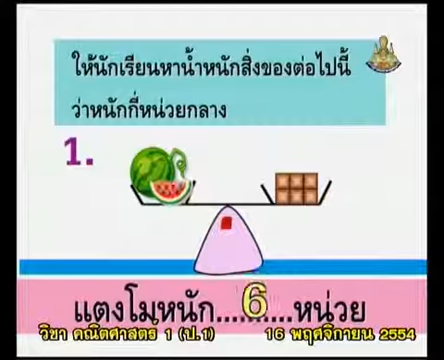 ให้นักเรียนหาน้ำหนักสิ่งของต่อไปนี้
ว่าหนักกี่หน่วยกลาง
1.
แตงโมหนัก.....6.....หน่วย
วิชา คณิตศาสตร์ 1 (ป.1) 16 พฤศจิกายน 2554